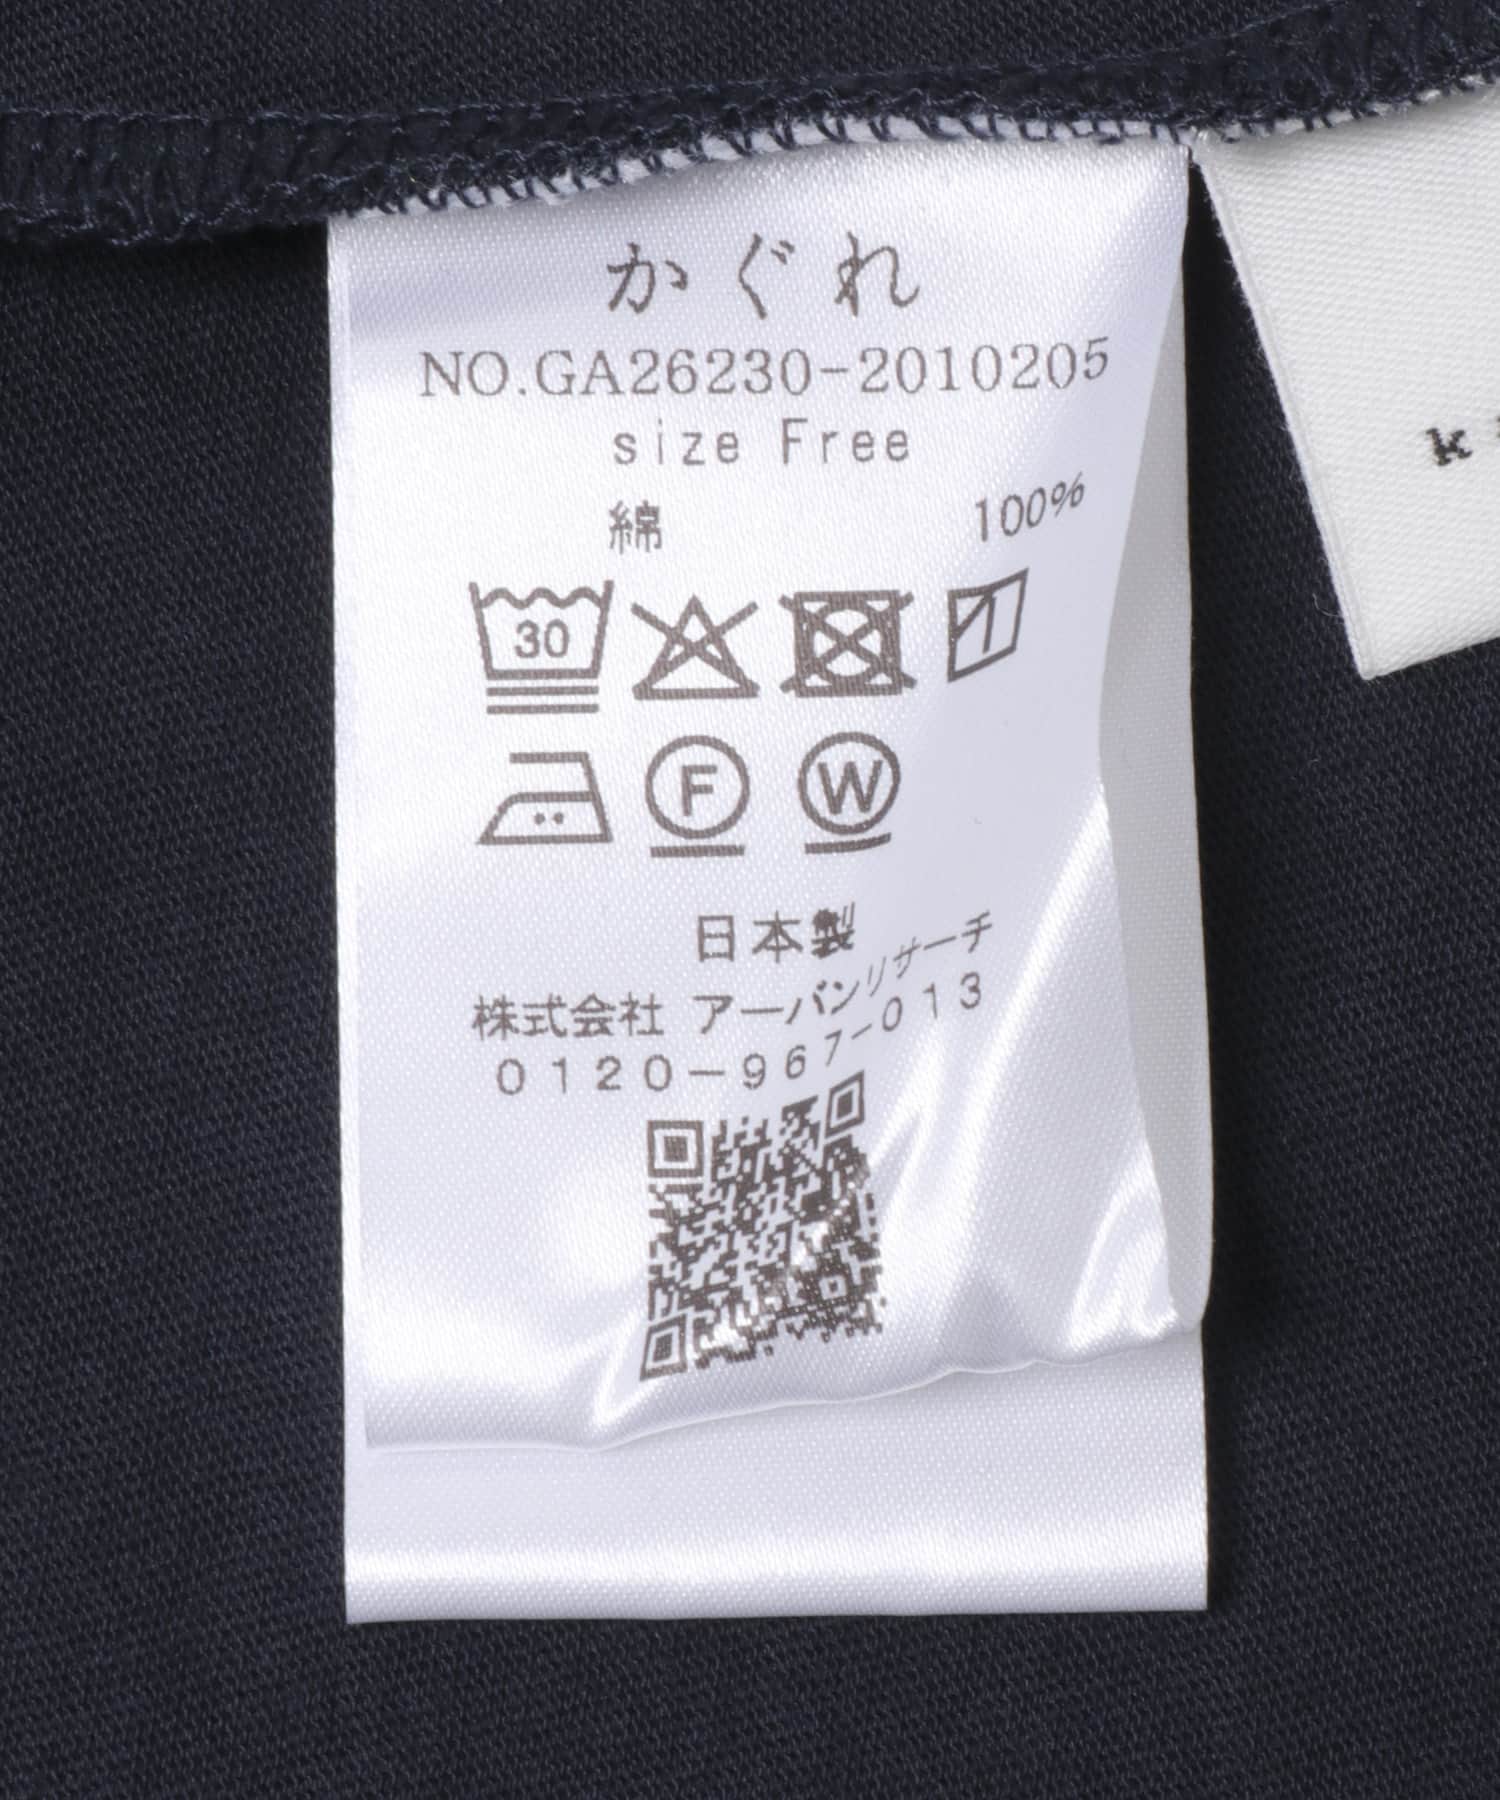 かぐれ
NO.GA26230-2010205
size Free
綿 100%
30
F W
日本製
株式会社 アーバンリサーチ
0120-967-013
k